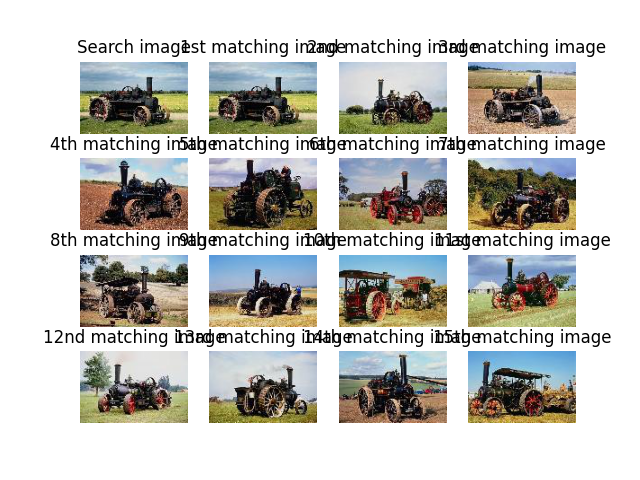 Search image 1st matching image 2nd matching image 3rd matching image
4th matching image 5th matching image 6th matching image 7th matching image
8th matching image 9th matching image 10th matching image 11st matching image
12nd matching image 13rd matching image 14th matching image 15th matching image